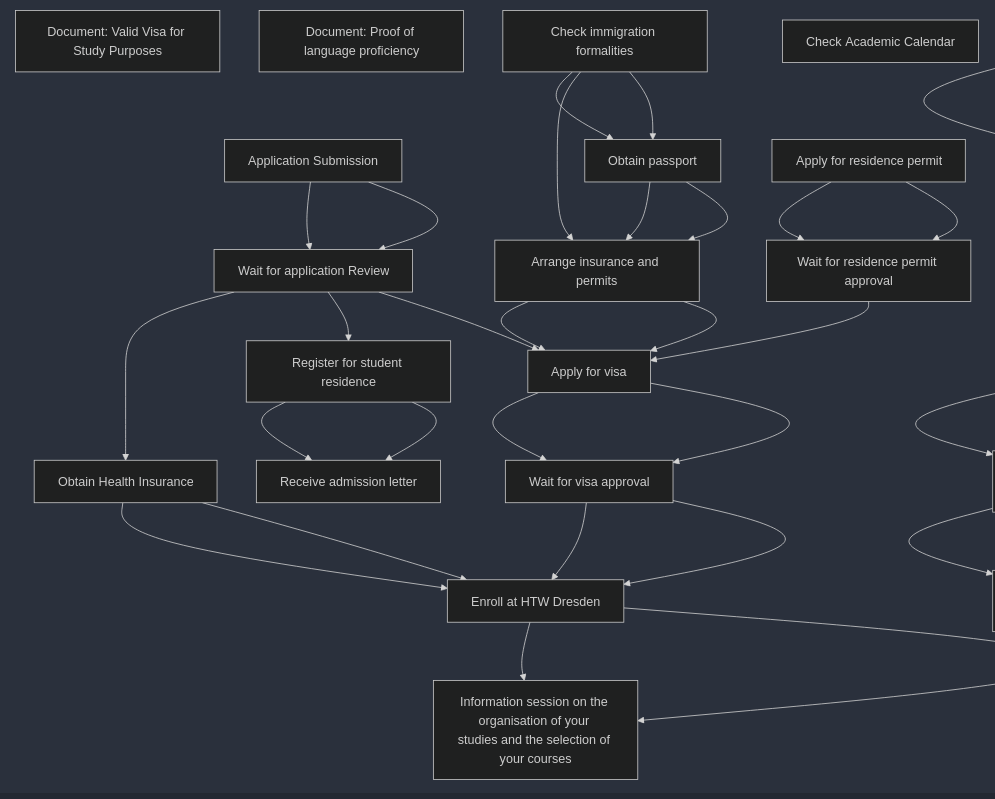 Document: Valid Visa for
Study Purposes
Document: Proof of
language proficiency
Check immigration
formalities
Check Academic Calendar
Application Submission
Obtain passport
Apply for residence permit
Wait for application Review
Arrange insurance and
permits
Wait for residence permit
approval
Register for student
residence
Apply for visa
Obtain Health Insurance
Receive admission letter
Wait for visa approval
Enroll at HTW Dresden
Information session on the
organisation of your
studies and the selection of
your courses